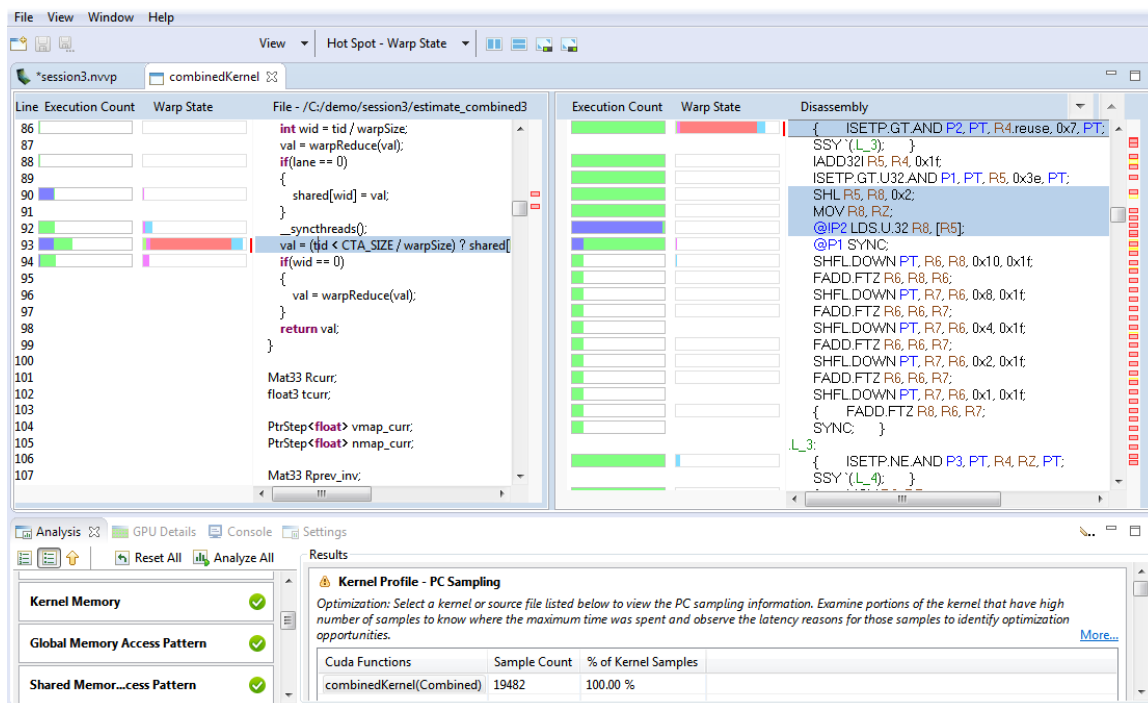 File View Window Help
View Hot Spot - Warp State
*session3.nvvp combinedKernel
Line Execution Count Warp State File - /C:/demo/session3/estimate_combined3
86 int wid = tid / warpSize;
87 val = warpReduce(val);
88 if(lane == 0)
89 {
90 shared[wid] = val;
91 }
92 __syncthreads();
93 val = (tid < CTA_SIZE / warpSize) ? shared[
94 if(wid == 0)
95 {
96 val = warpReduce(val);
97 }
98 return val;
99 }
100
101 Mat33 Rcurr;
102 float3 tcurr;
103
104 PtrStep<float> vmap_curr;
105 PtrStep<float> nmap_curr;
106
107 Mat33 Rprev_inv;
Execution Count Warp State Disassembly
{ ISETP.GT.AND P2, PT, R4.reuse, 0x7, PT;
SSY `(.L_3); }
IADD32I R5, R4, 0x1f;
ISETP.GT.U32.AND P1, PT, R5, 0x3e, PT;
SHL R5, R8, 0x2;
MOV R8, RZ;
@!P2 LDS.U.32 R8, [R5];
@P1 SYNC;
SHFL.DOWN PT, R6, R8, 0x10, 0x1f;
FADD.FTZ R6, R8, R6;
SHFL.DOWN PT, R7, R6, 0x8, 0x1f;
FADD.FTZ R6, R6, R7;
SHFL.DOWN PT, R7, R6, 0x4, 0x1f;
FADD.FTZ R6, R6, R7;
SHFL.DOWN PT, R7, R6, 0x2, 0x1f;
FADD.FTZ R6, R6, R7;
SHFL.DOWN PT, R7, R6, 0x1, 0x1f;
{ FADD.FTZ R8, R6, R7;
SYNC; }
.L_3:
{ ISETP.NE.AND P3, PT, R4, RZ, PT;
SSY `(.L_4); }
Analysis GPU Details Console Settings
Reset All Analyze All
Kernel Memory
Global Memory Access Pattern
Shared Memor...cess Pattern
Results
Kernel Profile - PC Sampling
Optimization: Select a kernel or source file listed below to view the PC sampling information. Examine portions of the kernel that have high
number of samples to know where the maximum time was spent and observe the latency reasons for those samples to identify optimization
opportunities.
More...
Cuda Functions Sample Count % of Kernel Samples
combinedKernel(Combined) 19482 100.00 %